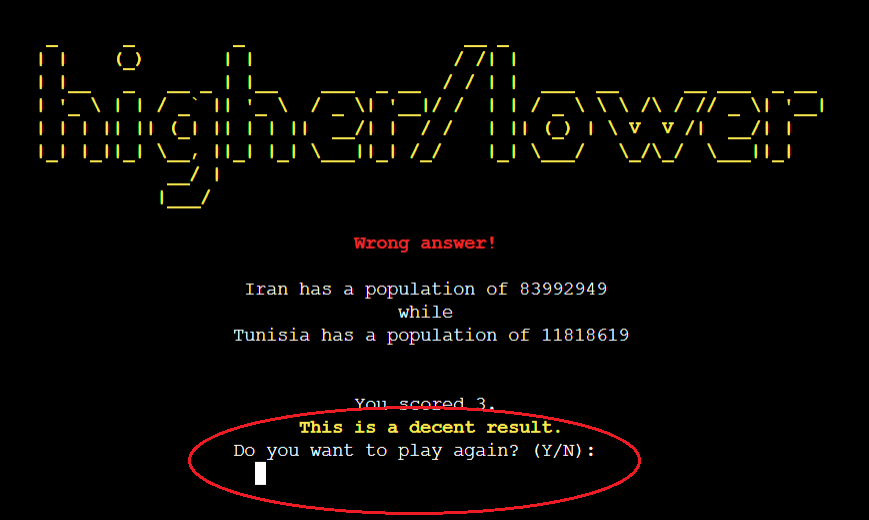 higher/lower
Wrong answer!
Iran has a population of 83992949
while
Tunisia has a population of 11818619
You scored 3.
This is a decent result.
Do you want to play again? (Y/N):